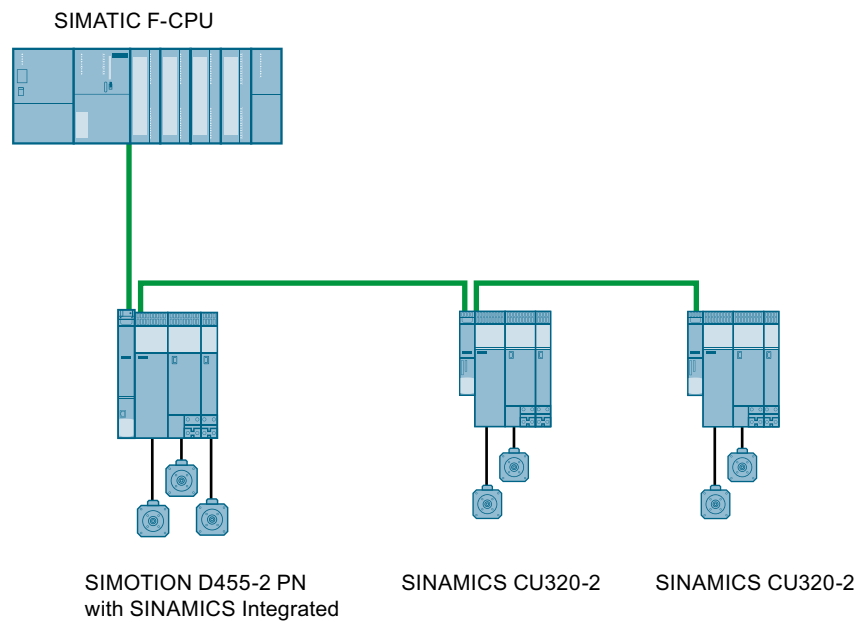 SIMATIC F-CPU
SIMOTION D455-2 PN
with SINAMICS Integrated
SINAMICS CU320-2
SINAMICS CU320-2